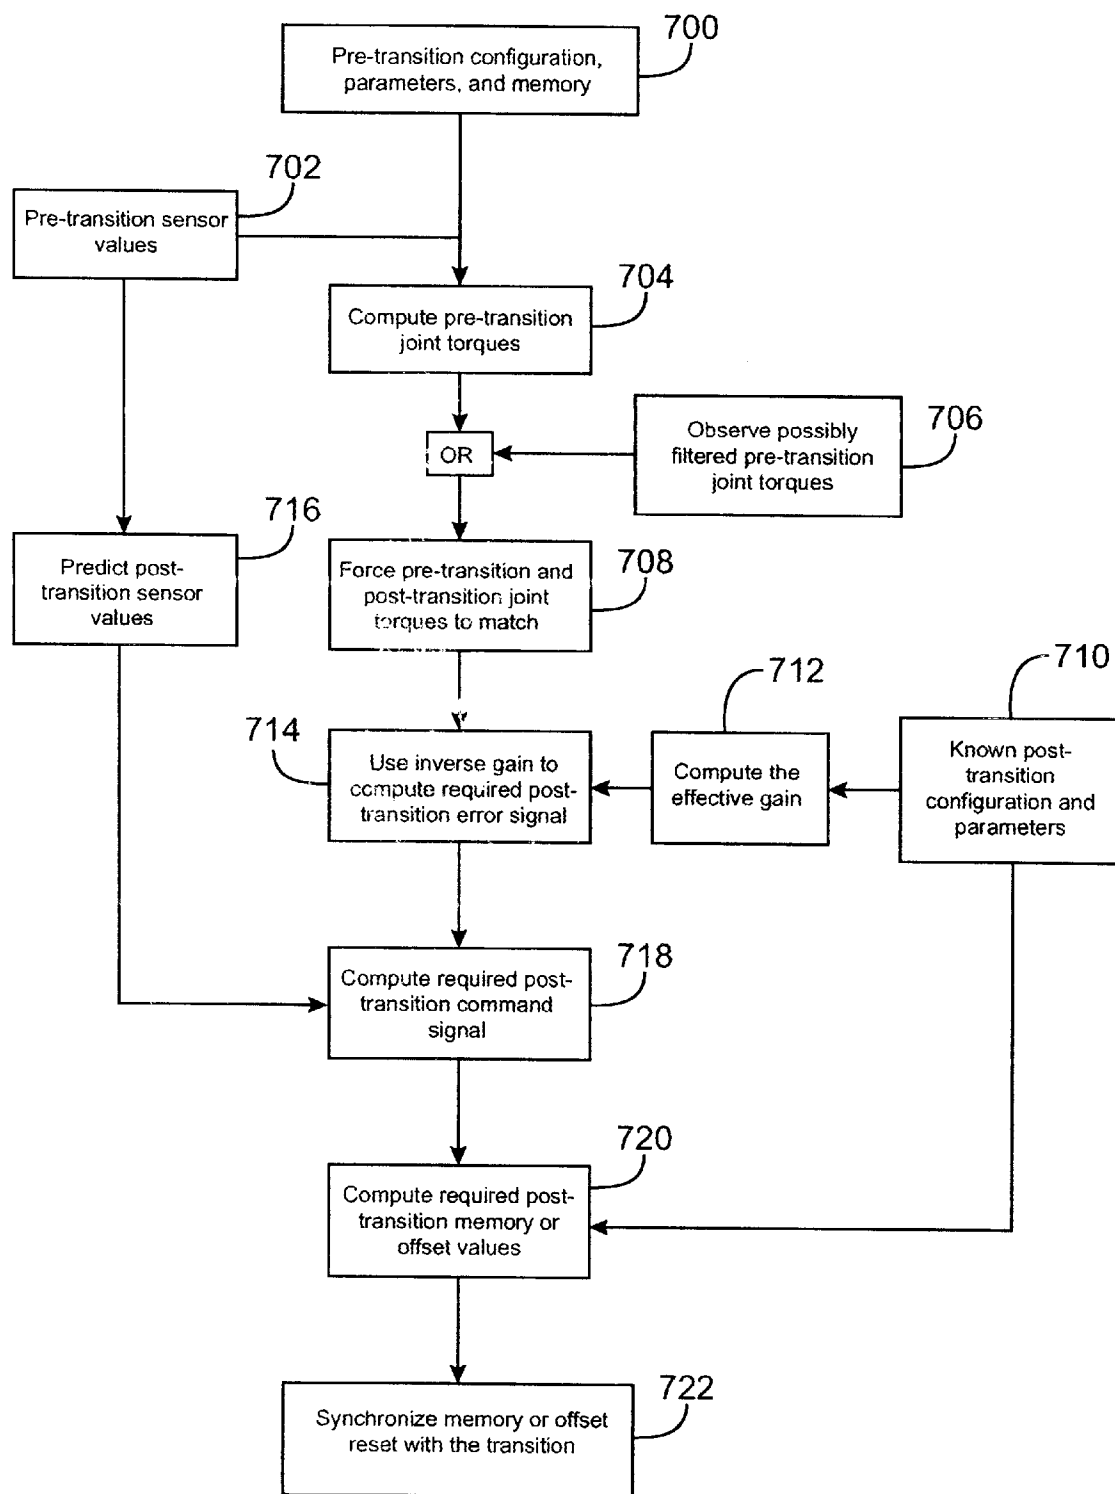 700
Pre-transition configuration,
parameters, and memory
702
Pre-transition sensor
values
704
Compute pre-transition
joint torques
706
Observe possibly
filtered pre-transition
joint torques
OR
716
Predict post-
transition sensor
values
708
Force pre-transition and
post-transition joint
torques to match
710
Known post-
transition
configuration and
parameters
712
Compute the
effective gain
714
Use inverse gain to
compute required post-
transition error signal
718
Compute required post-
transition command
signal
720
Compute required post-
transition memory or
offset values
722
Synchronize memory or offset
reset with the transition